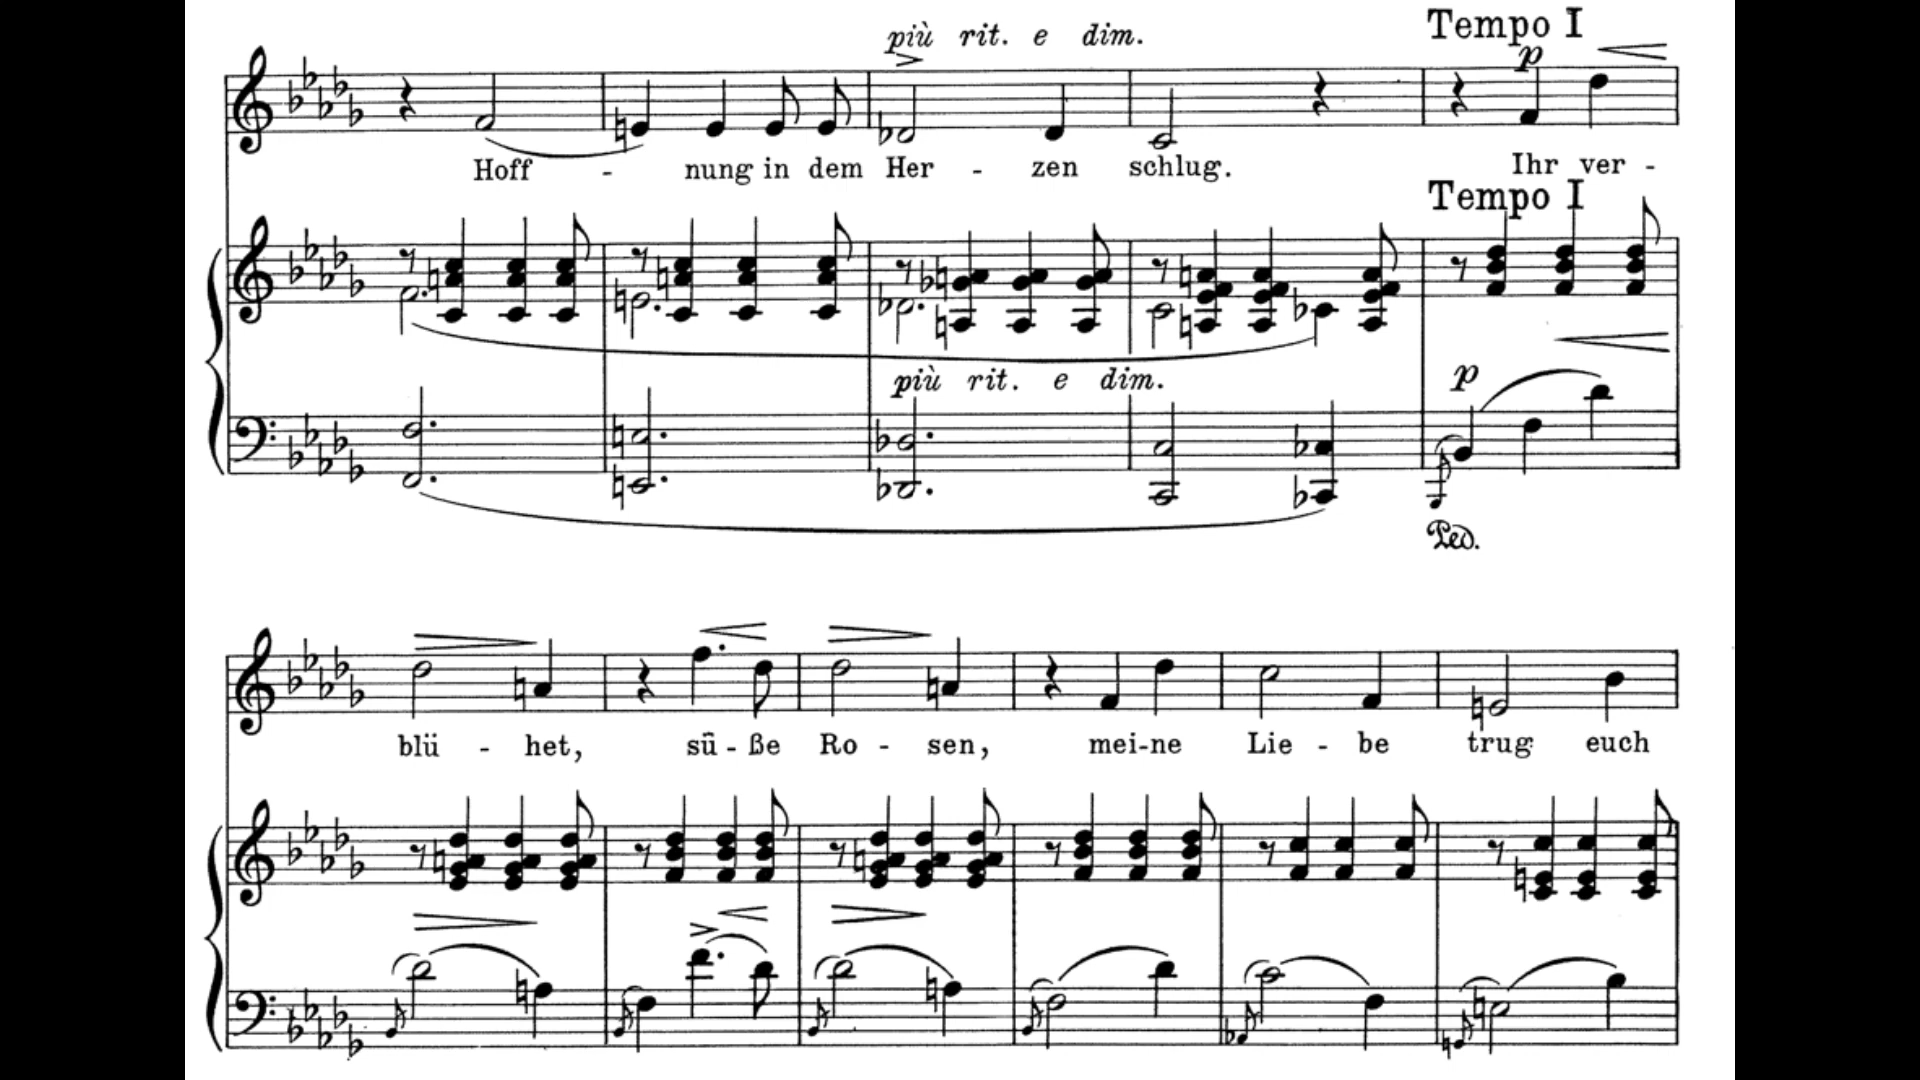 più rit. e dim.
Tempo I
p
Hoff - nung in dem Her - zen schlug. Ihr ver -
Tempo I
più rit. e dim.
p
Ped.
blü - het, sü - ße Ro - sen, mei - ne Lie - be trug euch